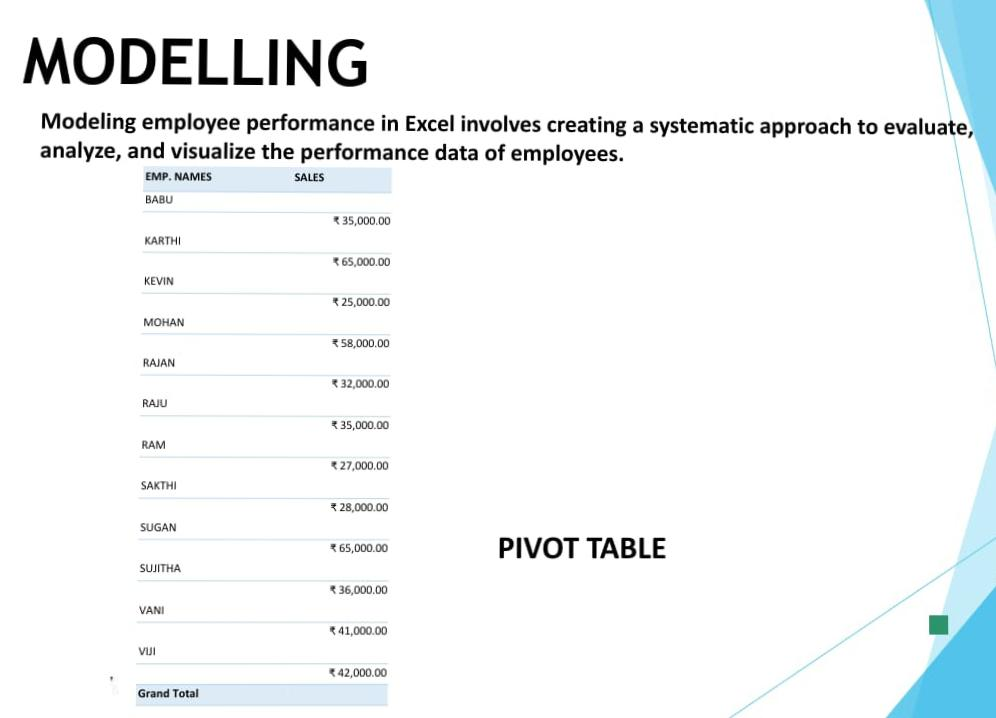 MODELLING
Modeling employee performance in Excel involves creating a systematic approach to evaluate,
analyze, and visualize the performance data of employees.
EMP. NAMES SALES
BABU
₹ 35,000.00
KARTHI
₹ 65,000.00
KEVIN
₹ 25,000.00
MOHAN
₹ 58,000.00
RAJAN
₹ 32,000.00
RAJU
₹ 35,000.00
RAM
₹ 27,000.00
SAKTHI
₹ 28,000.00
SUGAN
₹ 65,000.00
SUJITHA
₹ 36,000.00
VANI
₹ 41,000.00
VIJI
₹ 42,000.00
Grand Total
PIVOT TABLE